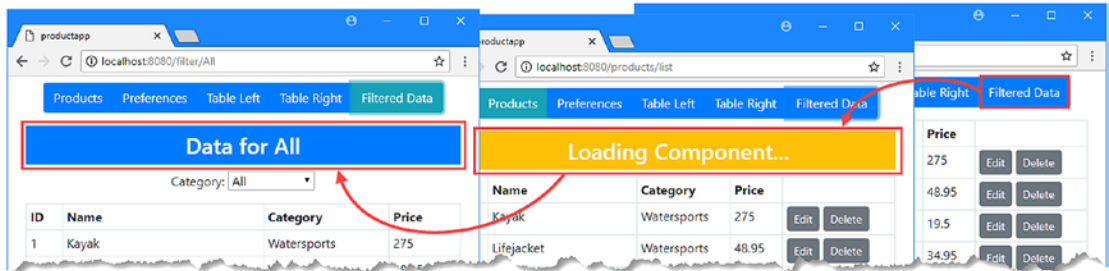 productapp
localhost:8080/filter/All
Products Preferences Table Left Table Right Filtered Data
Data for All
Category: All
ID Name Category Price
1 Kayak Watersports 275
roductapp
localhost:8080/products/list
Products Preferences Table Left Table Right Filtered Data
Loading Component...
Name Category Price
Kayak Watersports 275 Edit Delete
Lifejacket Watersports 48.95 Edit Delete
able Right Filtered Data
Price
275 Edit Delete
48.95 Edit Delete
19.5 Edit Delete
34.95 Edit Delete